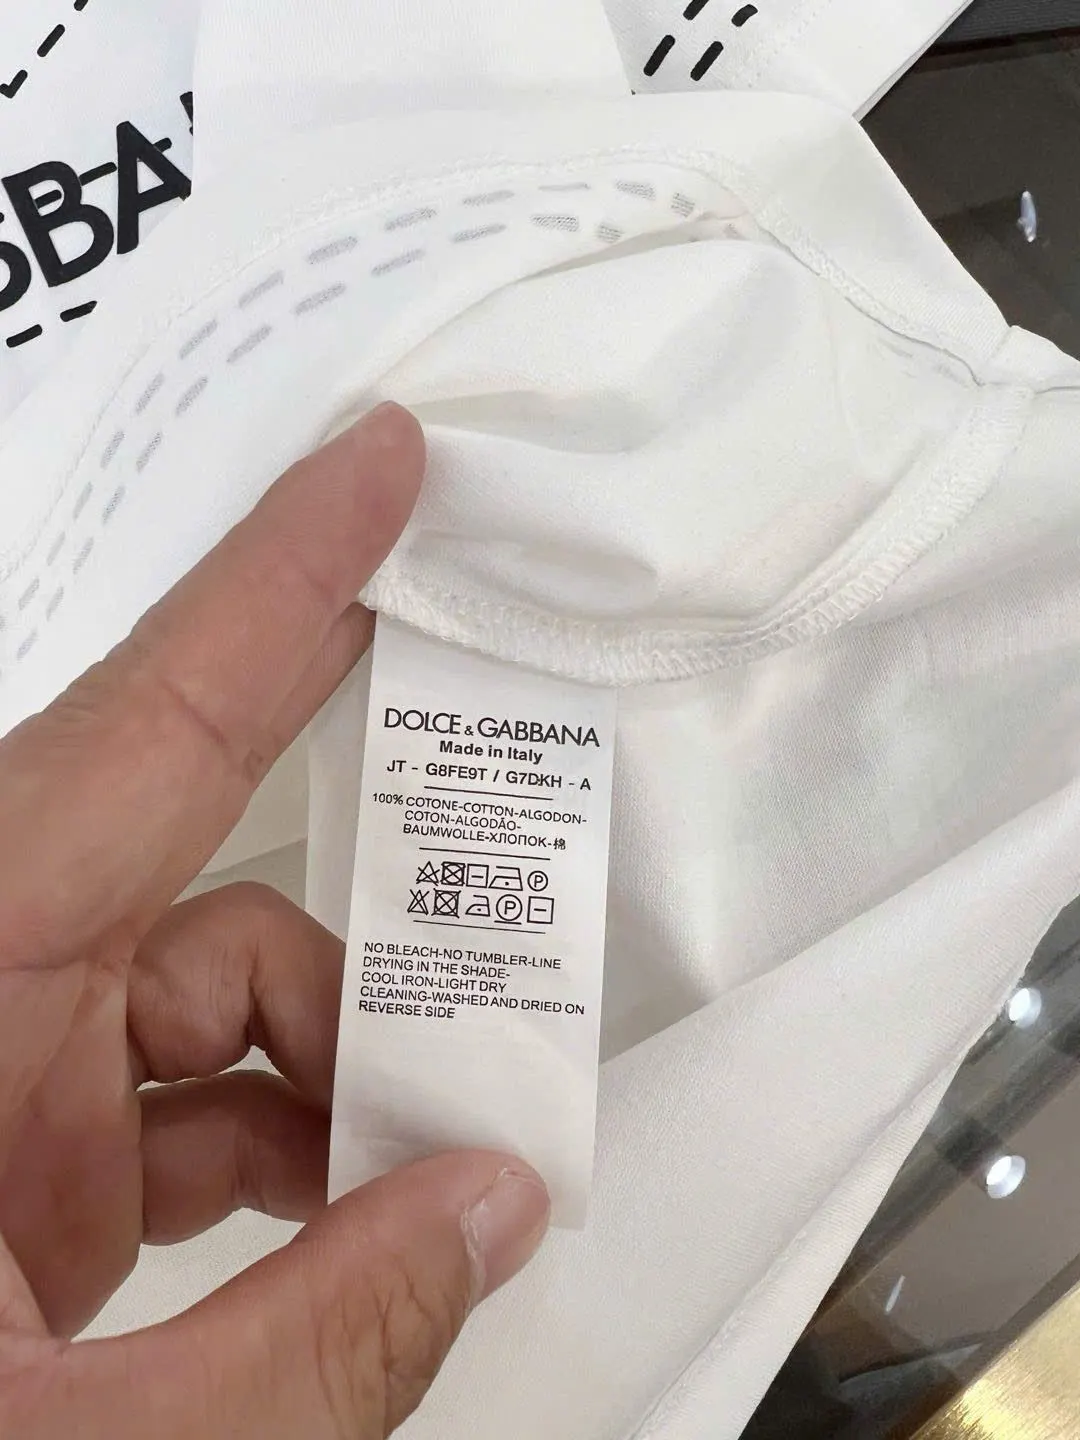 BBA
DOLCE & GABBANA
Made in Italy
JT - G8FE9T / G7DKH - A
100% COTONE-COTTON-ALGODON-
COTON-ALGODÃO-
BAUMWOLLE-ХЛОПОК-棉
P
P
NO BLEACH-NO TUMBLER-LINE
DRYING IN THE SHADE-
COOL IRON-LIGHT DRY
CLEANING-WASHED AND DRIED ON
REVERSE SIDE